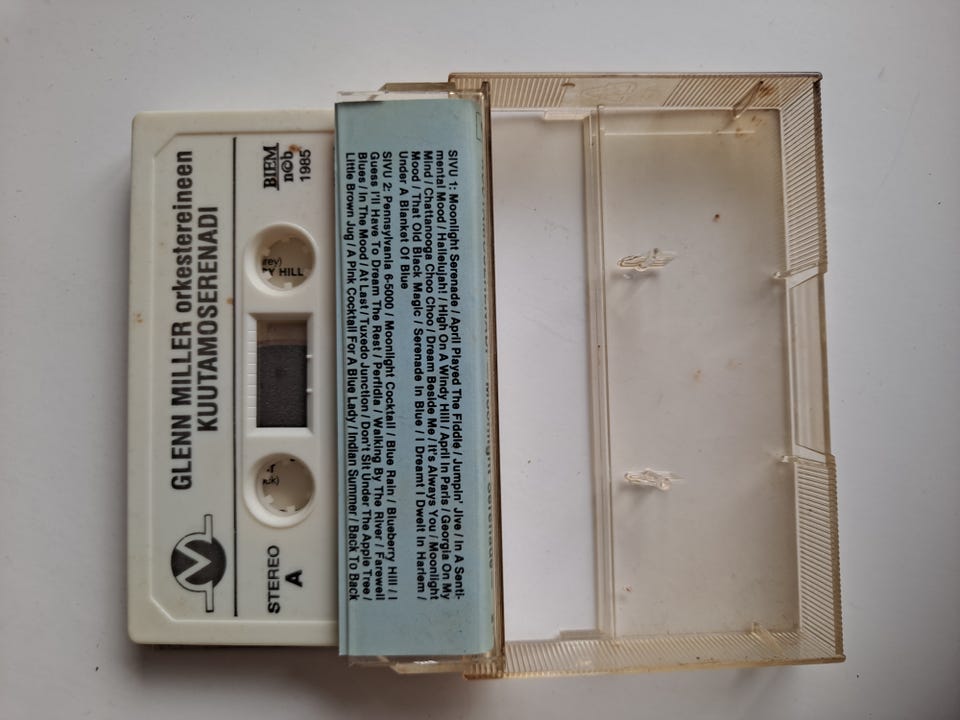 GLENN MILLER orkestereineen
KUUTAMOSERENADI
BIEM
n©b
1985
STEREO
A
Y HILL
SIVU 1: Moonlight Serenade / April Played The Fiddle / Jumpin' Jive / In A Senti-
mental Mood / Hallelujah! / High On A Windy Hill / April In Paris / Georgia On My
Mind / Chattanooga Choo Choo / Dream Beside Me / It's Always You / Moonlight
Mood / That Old Black Magic / Serenade In Blue / I Dreamt I Dwelt In Harlem /
Under A Blanket Of Blue
SIVU 2: Pennsylvania 6-5000 / Moonlight Cocktail / Blue Rain / Blueberry Hill / I
Guess I'll Have To Dream The Rest / Perfidia / Walking By The River / Farewell
Blues / In The Mood / At Last / Tuxedo Junction / Don't Sit Under The Apple Tree /
Little Brown Jug / A Pink Cocktail For A Blue Lady / Indian Summer / Back To Back
Moonlight Serenade